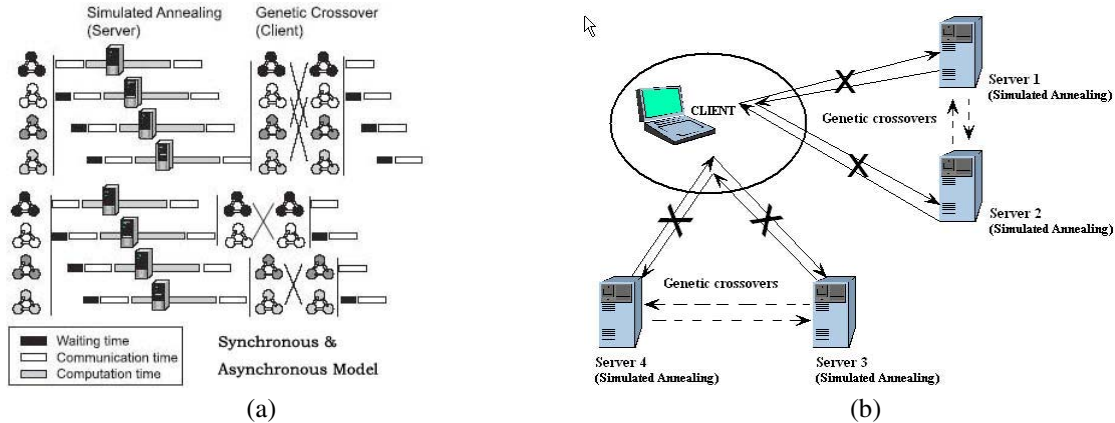 Simulated Annealing
(Server)
Genetic Crossover
(Client)
Waiting time
Communication time
Computation time
Synchronous &
Asynchronous Model
(a)
CLIENT
Server 1
(Simulated Annealing)
Genetic crossovers
Server 2
(Simulated Annealing)
Genetic crossovers
Server 4
(Simulated Annealing)
Server 3
(Simulated Annealing)
(b)